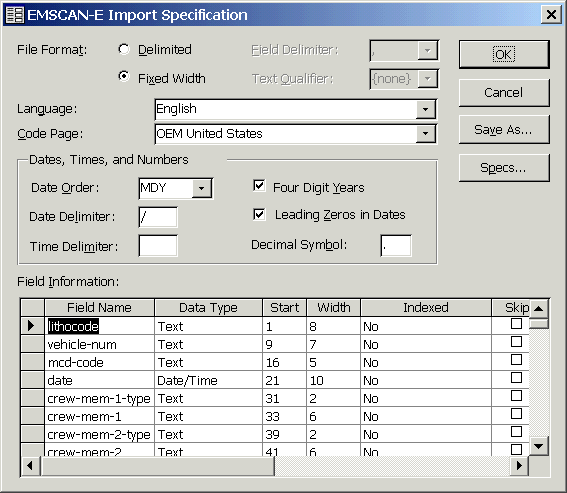 EMSCAN-E Import Specification
File Format:
Delimited
Field Delimiter: ,
OK
Fixed Width
Text Qualifier: {none}
Cancel
Language: English
Code Page: OEM United States
Save As...
Dates, Times, and Numbers
Specs...
Date Order: MDY
Four Digit Years
Date Delimiter: /
Leading Zeros in Dates
Time Delimiter:
Decimal Symbol: .
Field Information:
Field Name Data Type Start Width Indexed Skip
lithocode Text 1 8 No
vehicle-num Text 9 7 No
mcd-code Text 16 5 No
date Date/Time 21 10 No
crew-mem-1-type Text 31 2 No
crew-mem-1 Text 33 6 No
crew-mem-2-type Text 39 2 No
crew-mem-2 Text 41 6 No